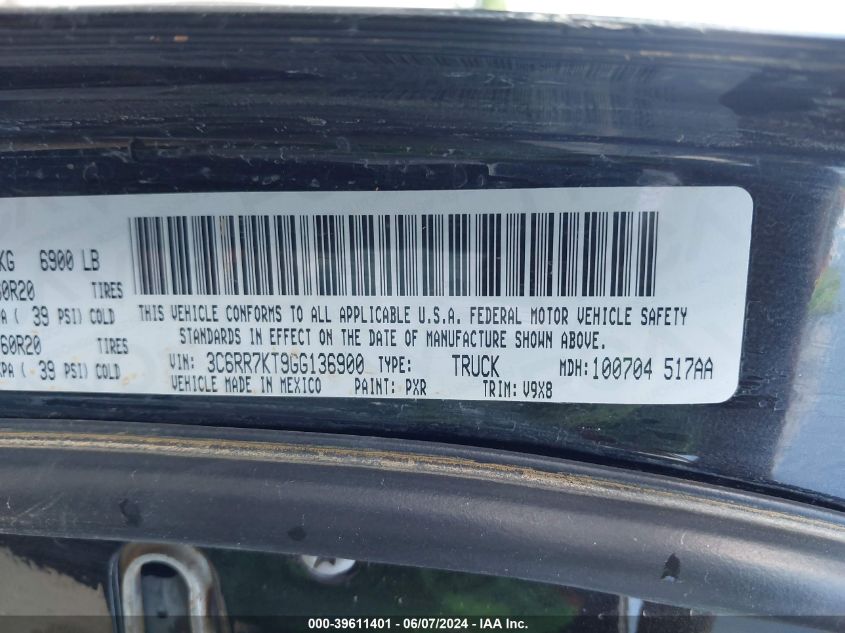 KG 6900 LB
60R20 TIRES
PA ( 39 PSI) COLD
60R20 TIRES
KPA ( 39 PSI) COLD
THIS VEHICLE CONFORMS TO ALL APPLICABLE U.S.A. FEDERAL MOTOR VEHICLE SAFETY
STANDARDS IN EFFECT ON THE DATE OF MANUFACTURE SHOWN ABOVE.
VIN: 3C6RR7KT9GG136900 TYPE: TRUCK MDH: 100704 517AA
VEHICLE MADE IN MEXICO PAINT: PXR TRIM: V9X8
000-39611401 - 06/07/2024 - IAA Inc.